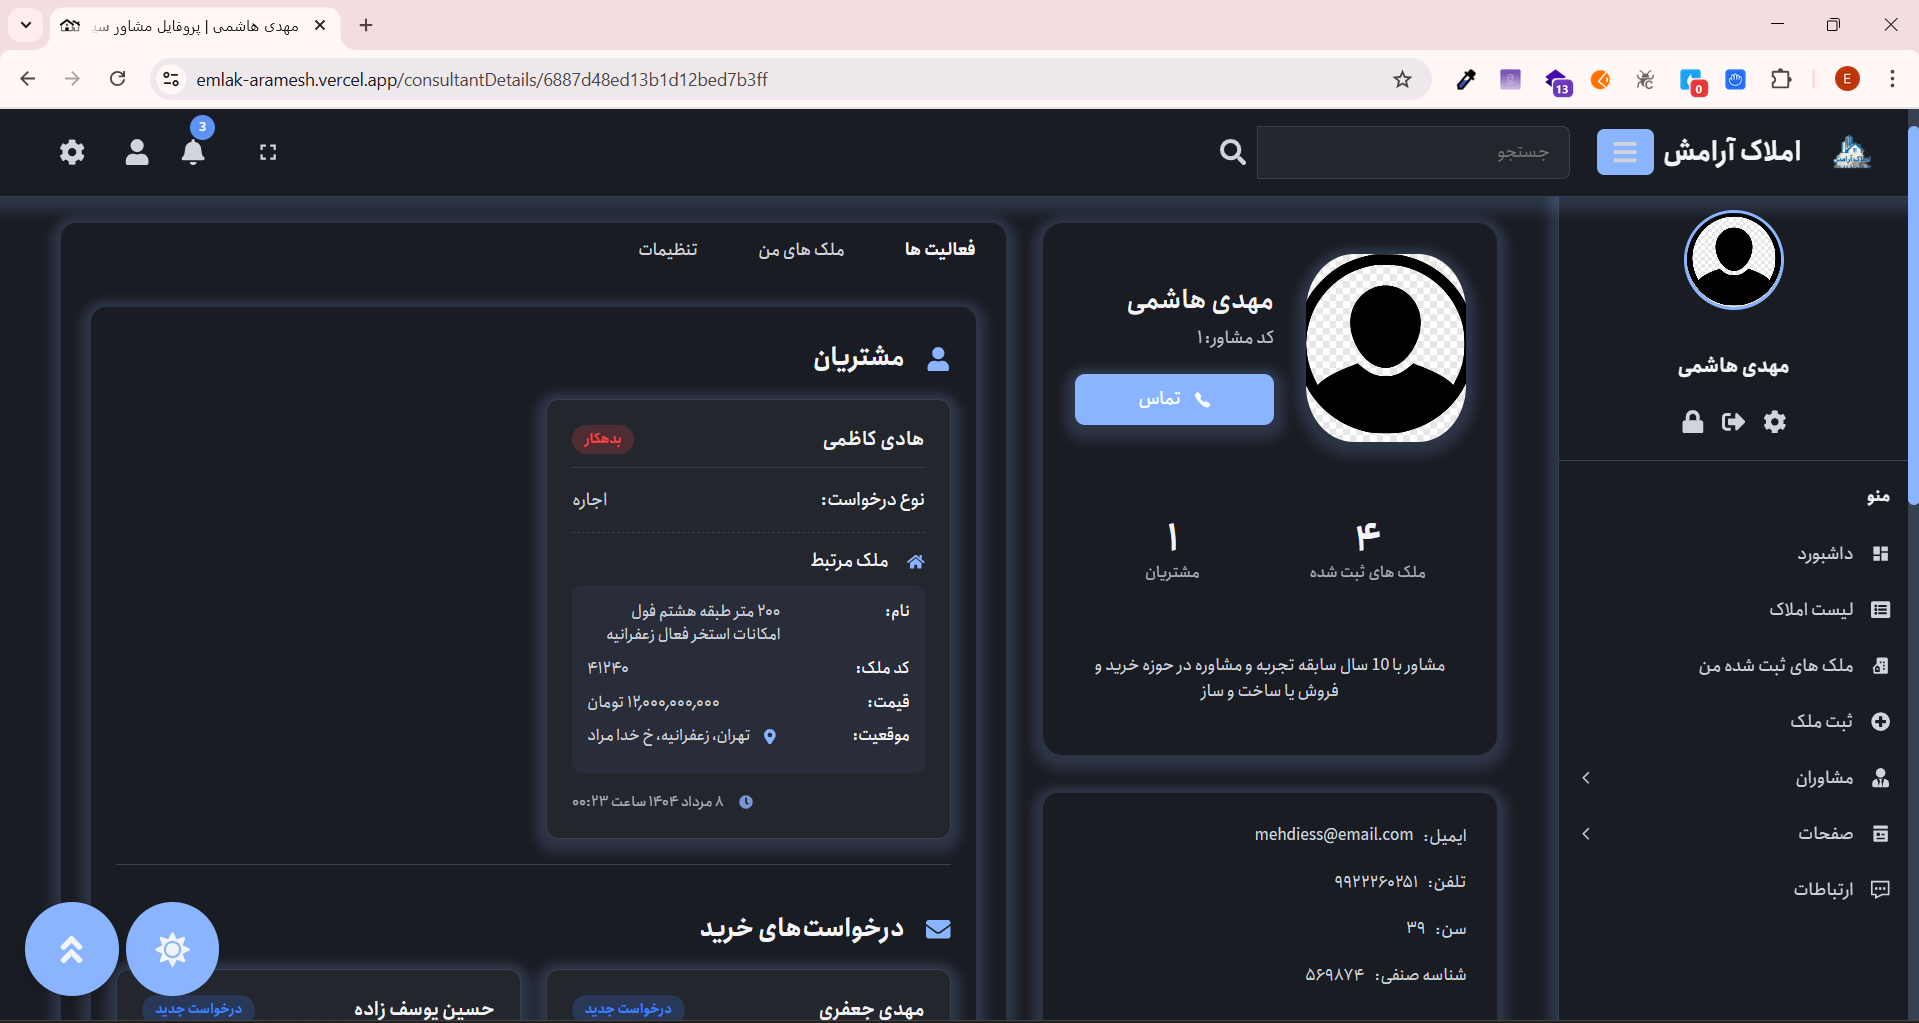 مهدی هاشمی | پروفایل مشاور سید
emlak-aramesh.vercel.app/consultantDetails/6887d48ed13b1d12bed7b3ff
13
0
E
املاک آرامش
جستجو
3
مهدی هاشمی
منو
داشبورد
لیست املاک
ملک های ثبت شده من
ثبت ملک
مشاوران
صفحات
ارتباطات
مهدی هاشمی
کد مشاور:۱
تماس
۴
ملک های ثبت شده
۱
مشتریان
مشاور با 10 سال سابقه تجربه و مشاوره در حوزه خرید و
فروش یا ساخت و ساز
ایمیل: mehdiess@email.com
تلفن: ۹۹۲۲۲۶۰۲۵۱
سن: ۳۹
شناسه صنفی: ۵۶۹۸۷۴
فعالیت ها
ملک های من
تنظیمات
مشتریان
هادی کاظمی
بدهکار
نوع درخواست:
اجاره
ملک مرتبط
نام:
۲۰۰ متر طبقه هشتم فول
امکانات استخر فعال زعفرانیه
کد ملک:
۴۱۲۴۰
قیمت:
۱۲,۰۰۰,۰۰۰,۰۰۰ تومان
موقعیت:
تهران، زعفرانیه، خ خدا مراد
۸ مرداد ۱۴۰۴ ساعت ۰۰:۲۳
درخواست‌های خرید
مهدی جعفری
درخواست جدید
حسین یوسف زاده
درخواست جدید